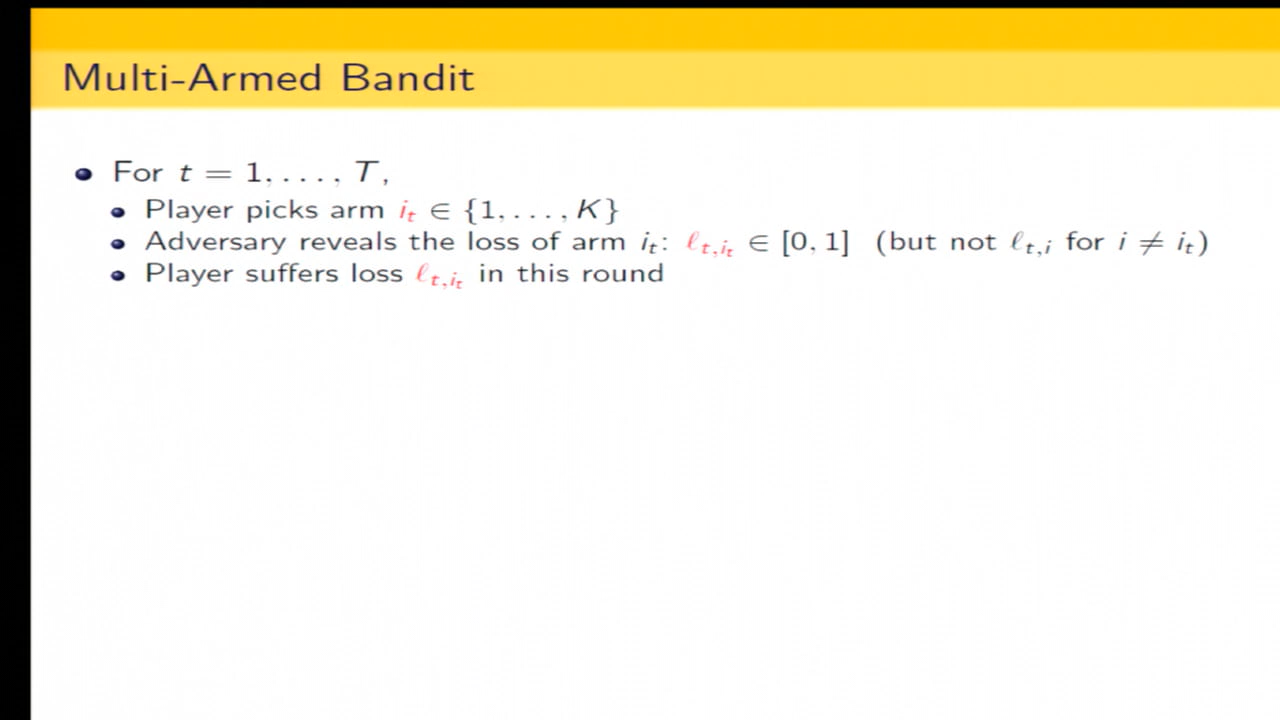 Multi-Armed Bandit
For t = 1, . . . , T,
Player picks arm i_t ∈ {1, . . . , K}
Adversary reveals the loss of arm i_t: ℓ_{t,i_t} ∈ [0, 1] (but not ℓ_{t,i} for i ≠ i_t)
Player suffers loss ℓ_{t,i_t} in this round